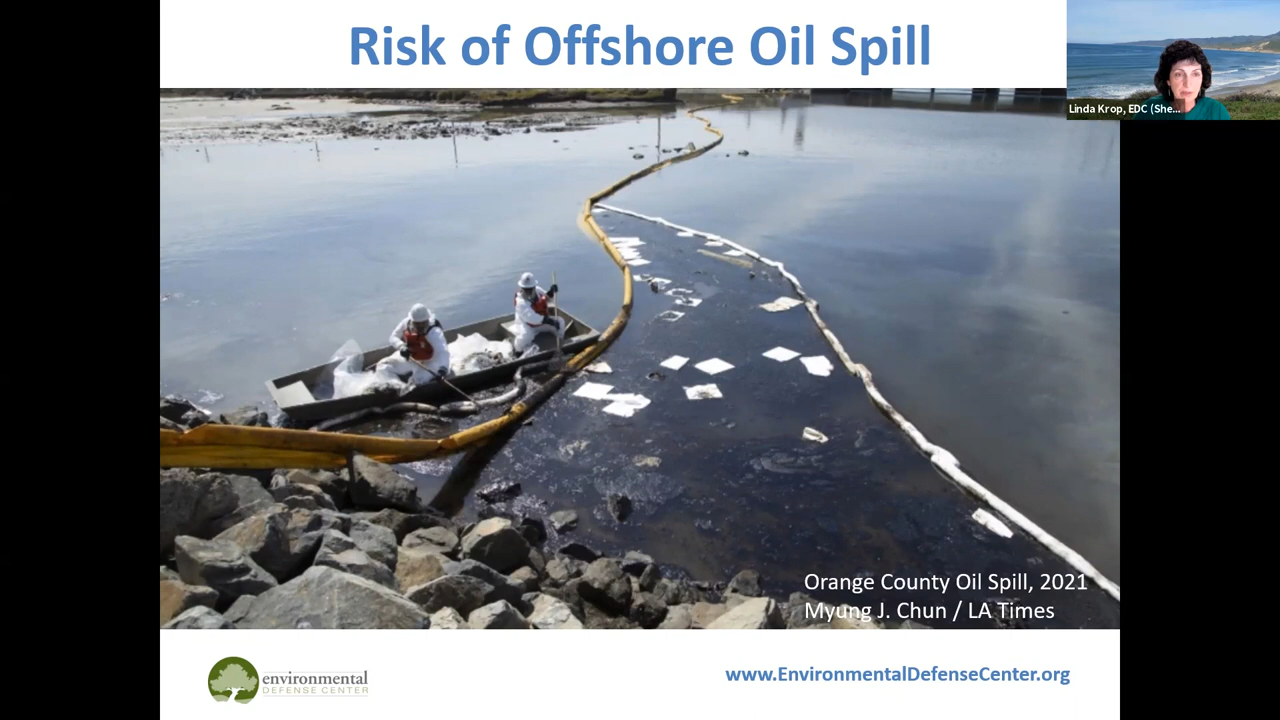 Risk of Offshore Oil Spill
Linda Krop, EDC (She...
Orange County Oil Spill, 2021
Myung J. Chun / LA Times
environmental
DEFENSE CENTER
www.EnvironmentalDefenseCenter.org